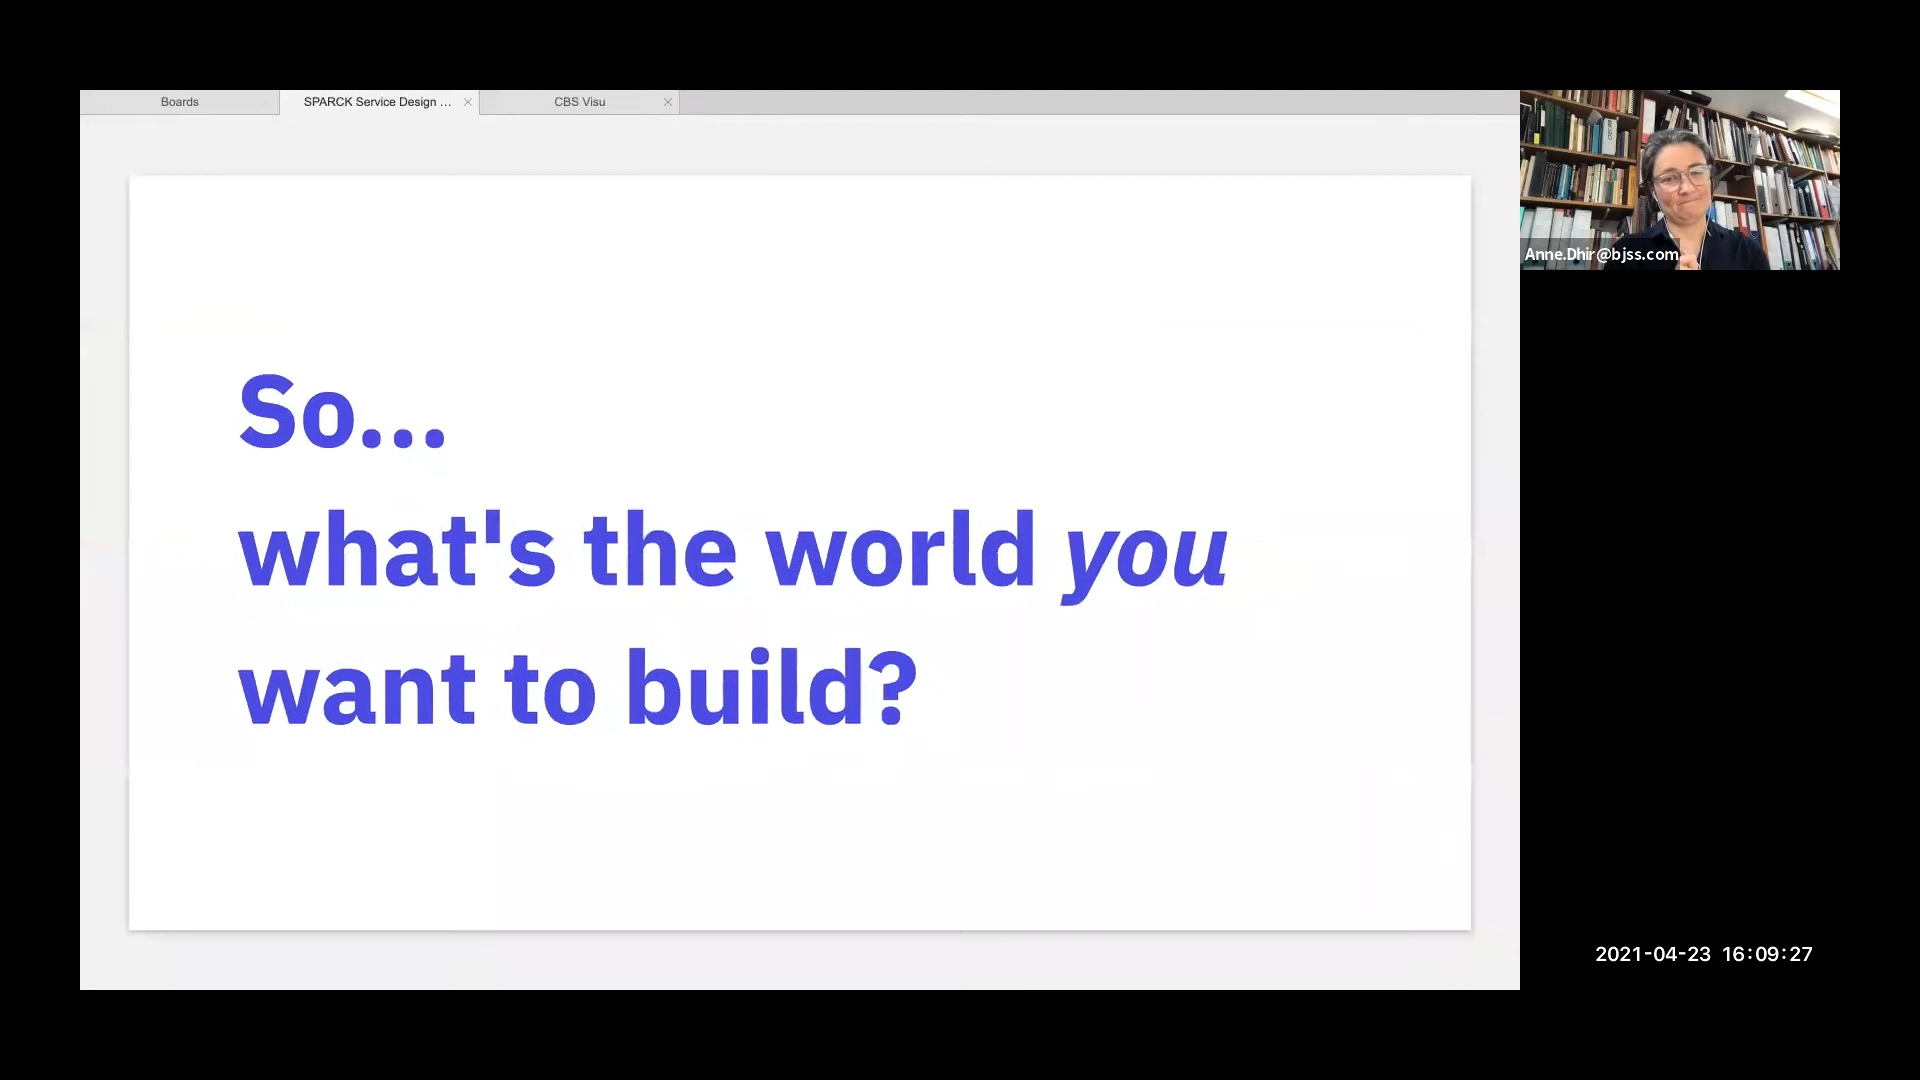 Boards
SPARCK Service Design ...
CBS Visu
Anne.Dhir@bjss.com
So...
what's the world you
want to build?
2021-04-23 16:09:27